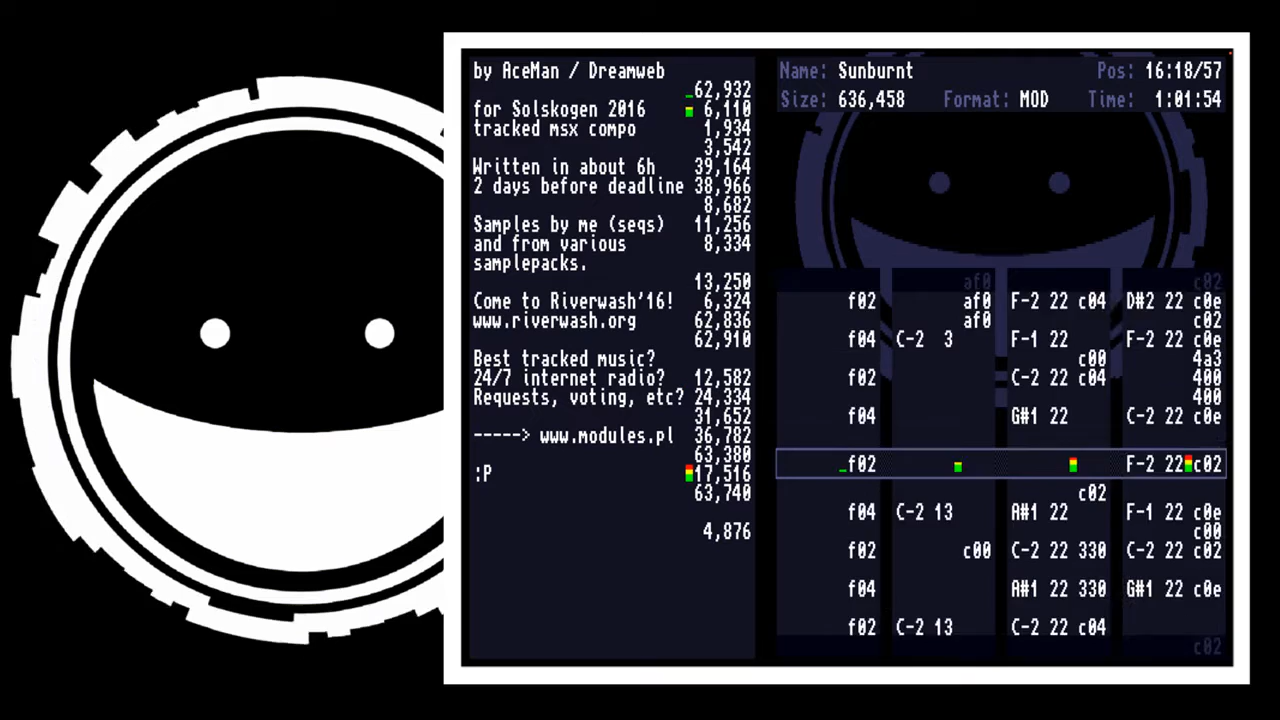 by AceMan / Dreamweb
62,932
for Solskogen 2016 6,110
tracked msx compo 1,934
3,542
Written in about 6h 39,164
2 days before deadline 38,966
8,682
Samples by me (seqs) 11,256
and from various 8,334
samplepacks.
13,250
Come to Riverwash'16! 6,324
www.riverwash.org 62,836
62,910
Best tracked music?
24/7 internet radio? 12,582
Requests, voting, etc? 24,334
31,652
-----> www.modules.pl 36,782
63,380
:P 17,516
63,740
4,876
Name: Sunburnt Pos: 16:18/57
Size: 636,458 Format: MOD Time: 1:01:54
af0 c02
f02 af0 F-2 22 c04 D#2 22 c0e
af0 c02
f04 C-2 3 F-1 22 F-2 22 c0e
c00 4a3
f02 C-2 22 c04 400
400
f04 G#1 22 C-2 22 c0e
f02 F-2 22 c02
c02
f04 C-2 13 A#1 22 F-1 22 c0e
c00
f02 c00 C-2 22 330 C-2 22 c02
f04 A#1 22 330 G#1 22 c0e
f02 C-2 13 C-2 22 c04
c02